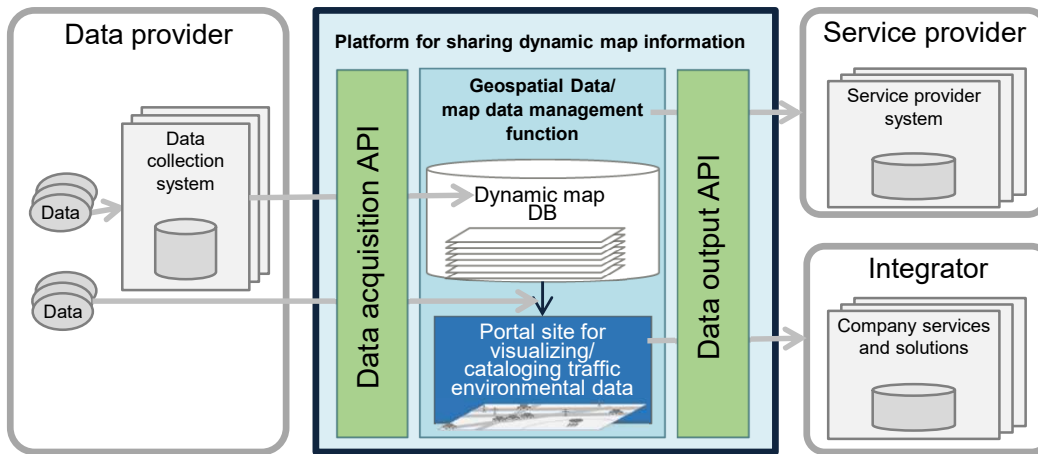 Data provider
Data
collection
system
Data
Data
Platform for sharing dynamic map information
Data acquisition API
Geospatial Data/
map data management
function
Dynamic map
DB
Portal site for
visualizing/
cataloging traffic
environmental data
Data output API
Service provider
Service provider
system
Integrator
Company services
and solutions